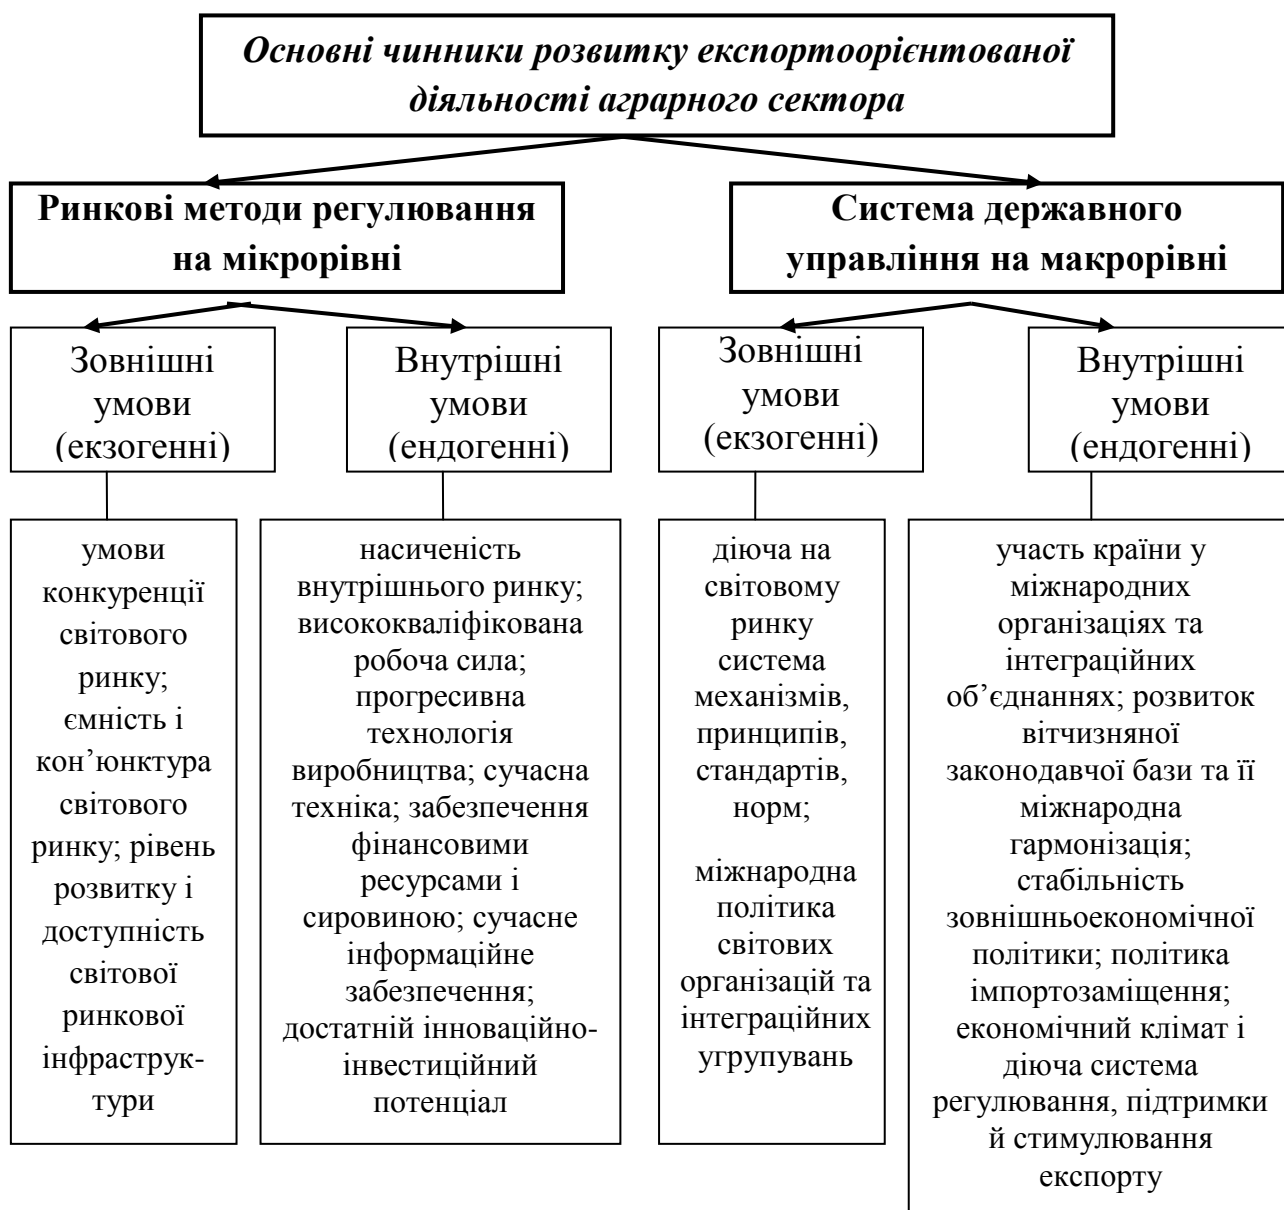 Основні чинники розвитку експортоорієнтованої
діяльності аграрного сектора
Ринкові методи регулювання
на мікрорівні
Система державного
управління на макрорівні
Зовнішні
умови
(екзогенні)
Внутрішні
умови
(ендогенні)
Зовнішні
умови
(екзогенні)
Внутрішні
умови
(ендогенні)
умови
конкуренції
світового
ринку;
ємність і
кон’юнктура
світового
ринку; рівень
розвитку і
доступність
світової
ринкової
інфраструк-
тури
насиченість
внутрішнього ринку;
висококваліфікована
робоча сила;
прогресивна
технологія
виробництва; сучасна
техніка; забезпечення
фінансовими
ресурсами і
сировиною; сучасне
інформаційне
забезпечення;
достатній інноваційно-
інвестиційний
потенціал
діюча на
світовому
ринку
система
механізмів,
принципів,
стандартів,
норм;
міжнародна
політика
світових
організацій та
інтеграційних
угрупувань
участь країни у
міжнародних
організаціях та
інтеграційних
об’єднаннях; розвиток
вітчизняної
законодавчої бази та її
міжнародна
гармонізація;
стабільність
зовнішньоекономічної
політики; політика
імпортозаміщення;
економічний клімат і
діюча система
регулювання, підтримки
й стимулювання
експорту